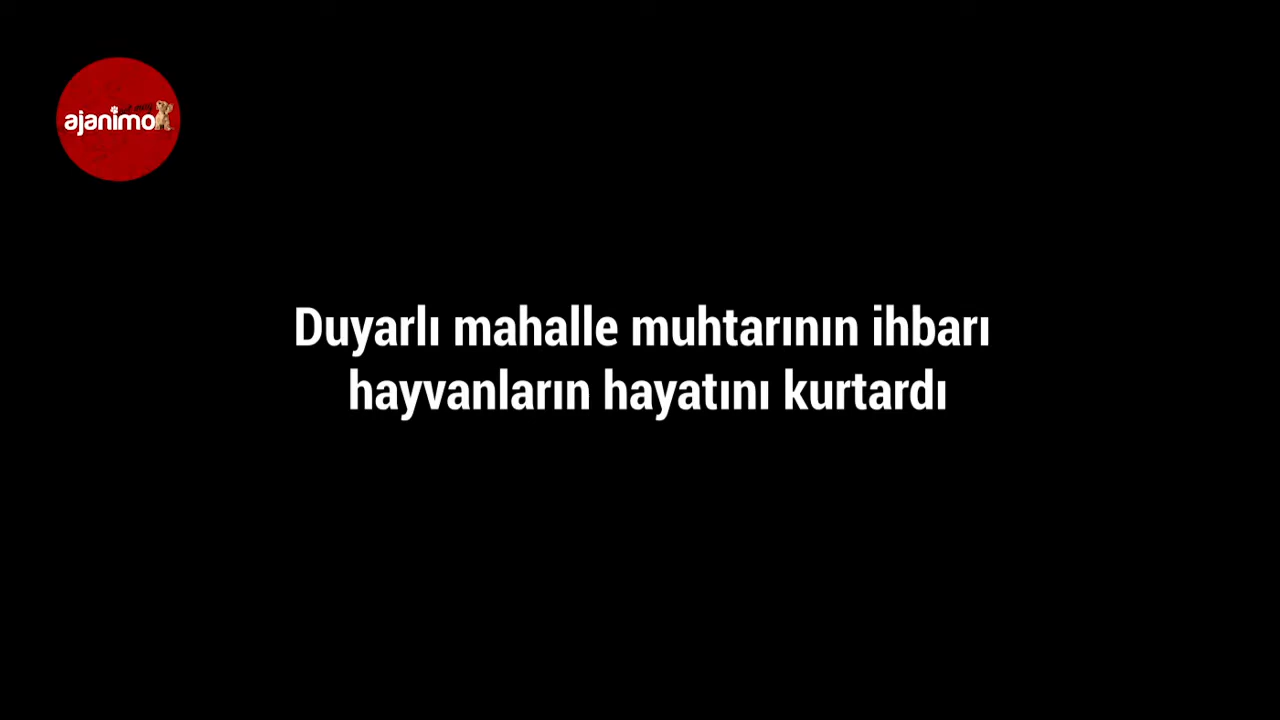 ajanimo
Duyarlı mahalle muhtarının ihbarı
hayvanların hayatını kurtardı